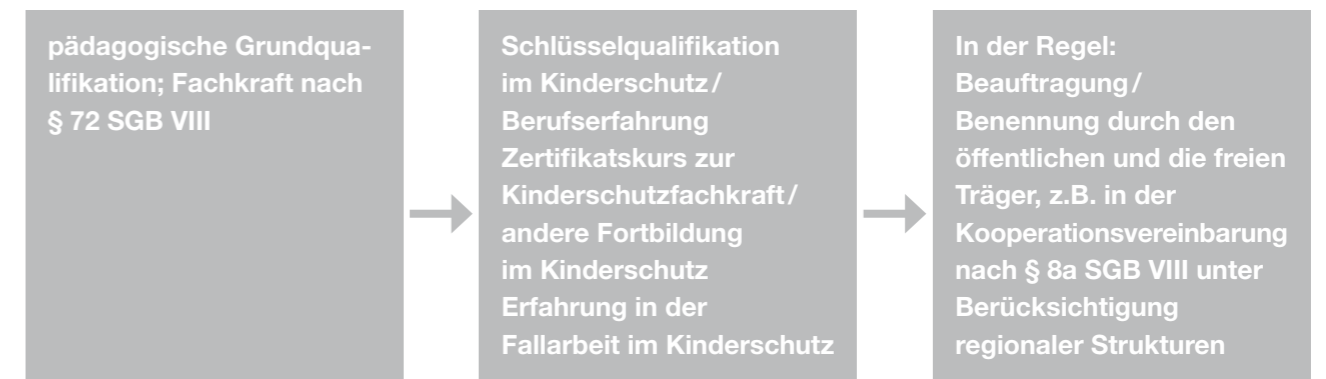 pädagogische Grundqua-
lifikation; Fachkraft nach
§ 72 SGB VIII
Schlüsselqualifikation
im Kinderschutz/
Berufserfahrung
Zertifikatskurs zur
Kinderschutzfachkraft/
andere Fortbildung
im Kinderschutz
Erfahrung in der
Fallarbeit im Kinderschutz
In der Regel:
Beauftragung/
Benennung durch den
öffentlichen und die freien
Träger, z.B. in der
Kooperationsvereinbarung
nach § 8a SGB VIII unter
Berücksichtigung
regionaler Strukturen